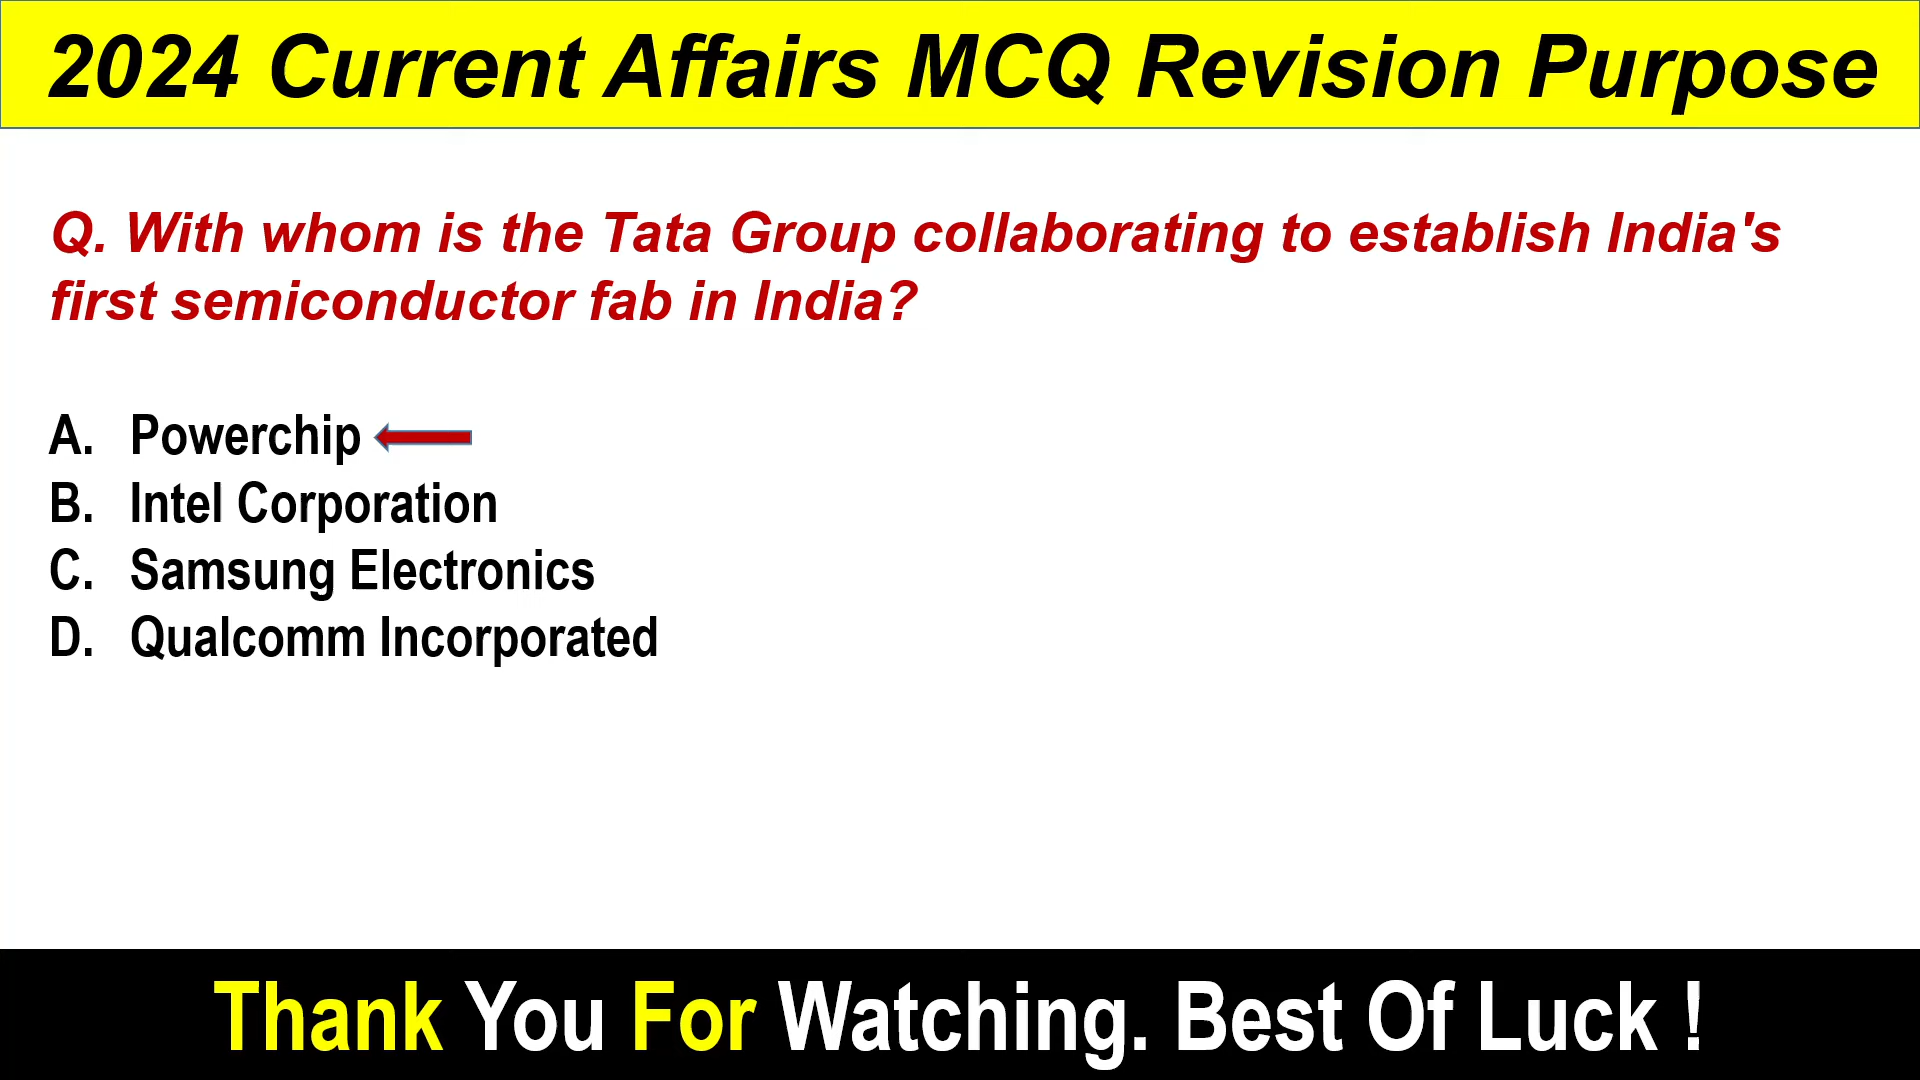 2024 Current Affairs MCQ Revision Purpose
Q. With whom is the Tata Group collaborating to establish India's
first semiconductor fab in India?
A. Powerchip
B. Intel Corporation
C. Samsung Electronics
D. Qualcomm Incorporated
Thank You For Watching. Best Of Luck !